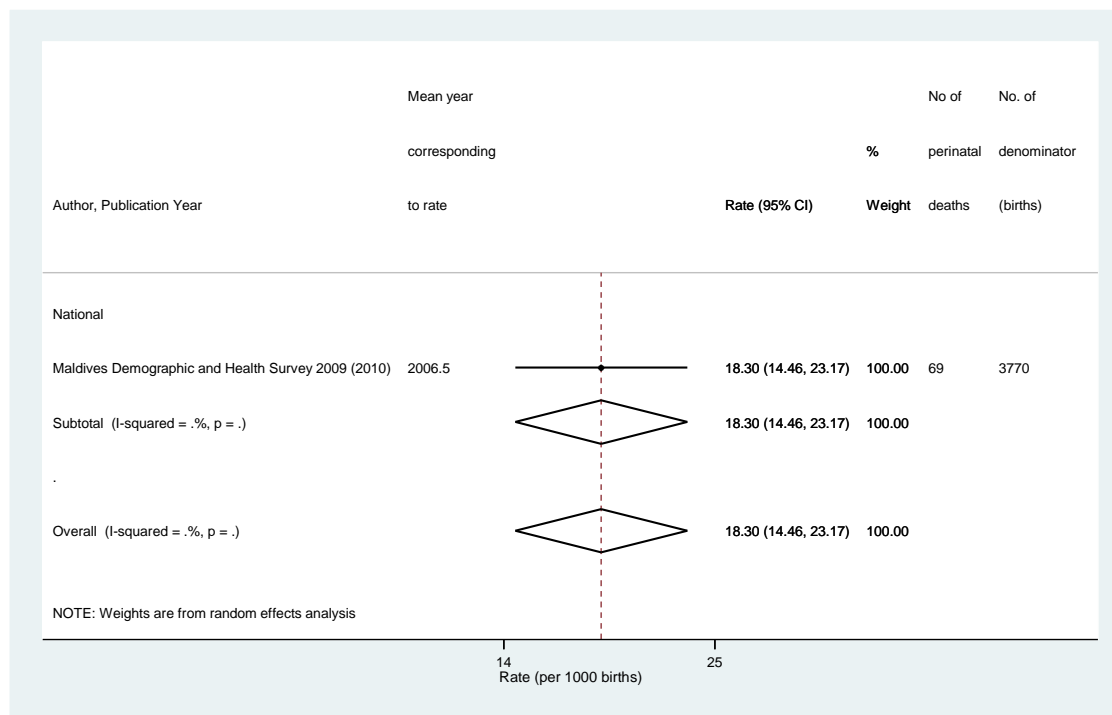 Mean year No of No. of
corresponding % perinatal denominator
Author, Publication Year to rate Rate (95% CI) Weight deaths (births)
National
Maldives Demographic and Health Survey 2009 (2010) 2006.5 18.30 (14.46, 23.17) 100.00 69 3770
Subtotal (I-squared = .%, p = .) 18.30 (14.46, 23.17) 100.00
.
Overall (I-squared = .%, p = .) 18.30 (14.46, 23.17) 100.00
NOTE: Weights are from random effects analysis
14 25
Rate (per 1000 births)